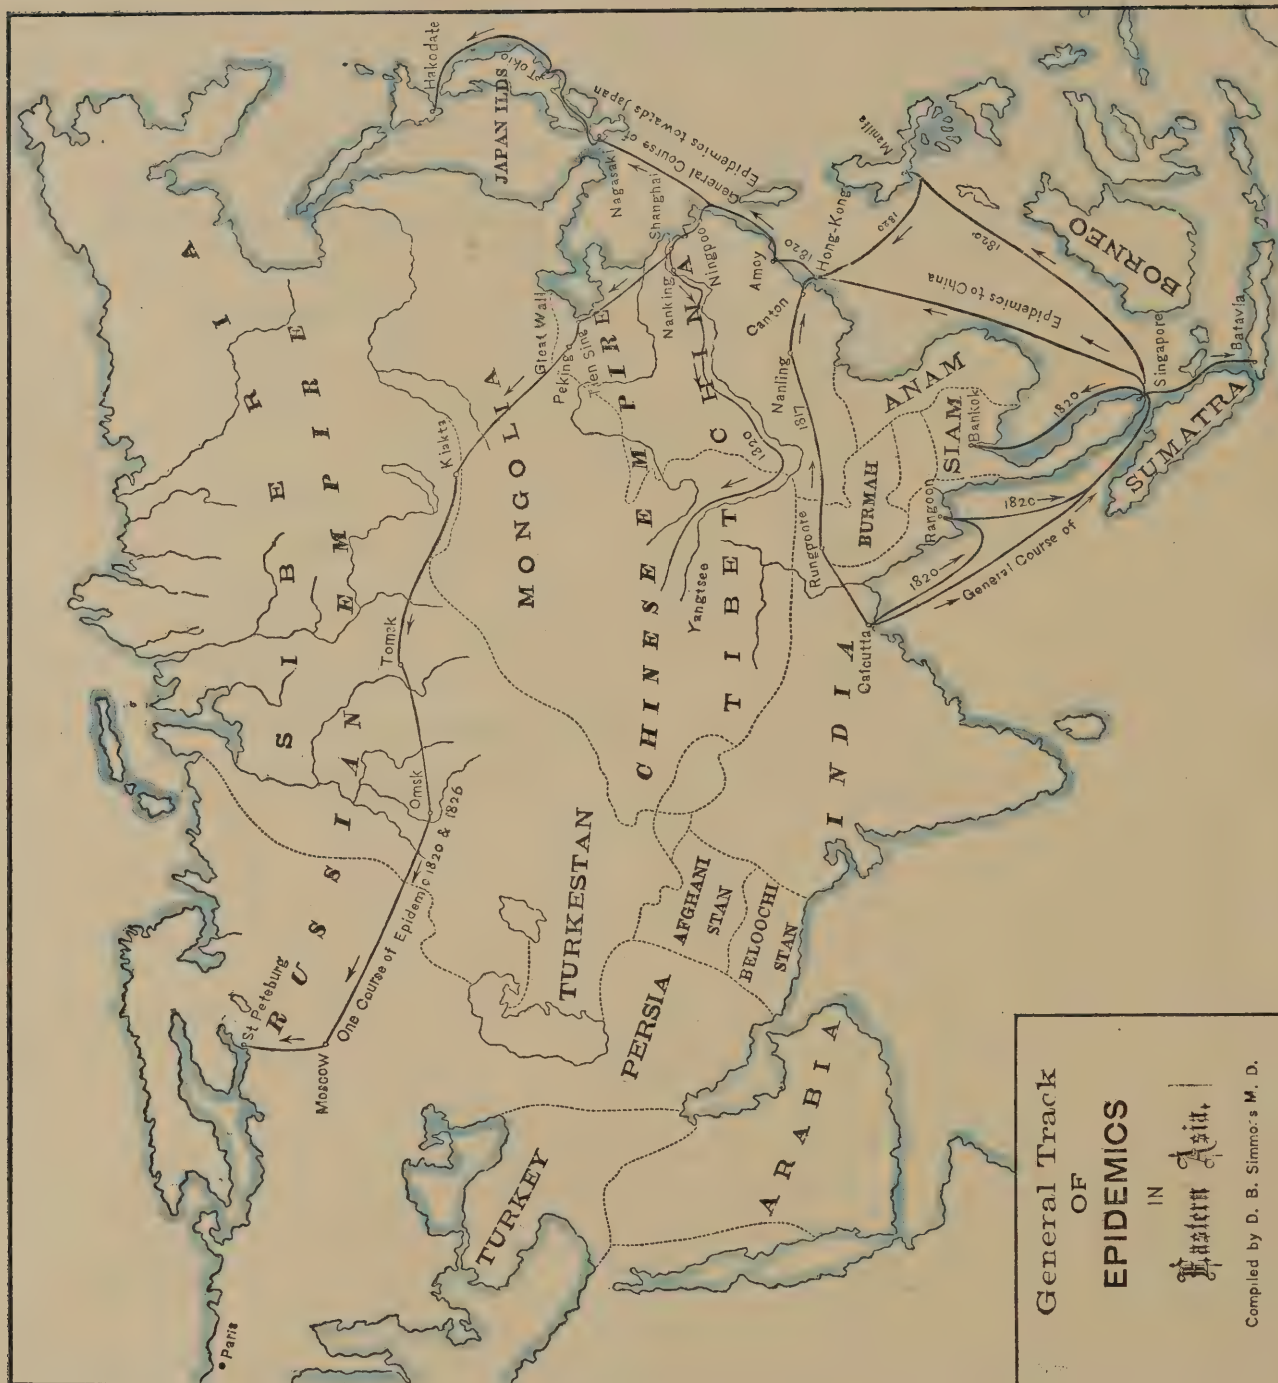 General Track
OF
EPIDEMICS
IN
Eastern Asia.
Compiled by D. B. Simmons M. D.
Paris
St Peteburg
Moscow
One Course of Epidemic 1820 & 1826
Omsk
Tomsk
Kiakta
RUSSIAN
EMPIRE
SIBERIA
MONGOLIA
CHINESE
EMPIRE
CHINA
TIBET
TURKESTAN
TURKEY
PERSIA
ARABIA
AFGHANI
STAN
BELOOCHI
STAN
INDIA
Great Wall
Peking
Tien Sing
Nanking
Shanghai
Ningpoo
Nagasaki
JAPAN ILDS
Tokio
Hakodate
General Course of
Epidemics towards Japan
Yangtsee
1820
Amoy
1820
Hong-Kong
Canton
Nanling
1817
Rungpoore
Calcutta
Manilla
1820
1820
Epidemics to China
General Course of
1820
1820
1820
BURMAH
Rangoon
SIAM
Bankok
ANAM
BORNEO
Singapore
SUMATRA
Batavia